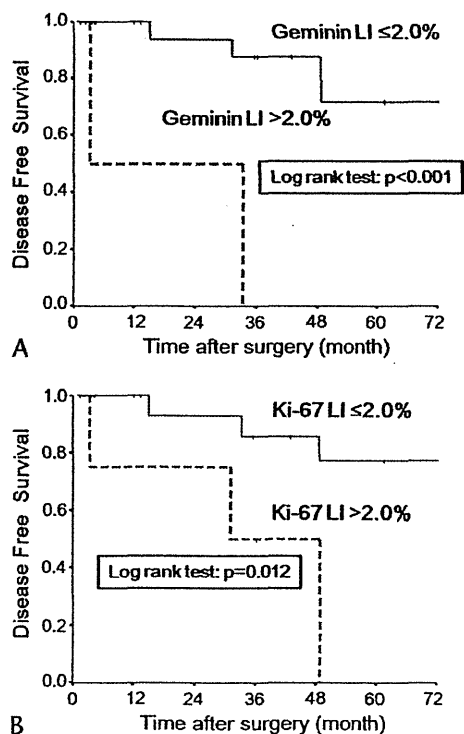 1.0
0.8
0.6
0.4
0.2
0.0
Disease Free Survival
Geminin LI ≤2.0%
Geminin LI >2.0%
Log rank test: p<0.001
0 12 24 36 48 60 72
Time after surgery (month)
A
1.0
0.8
0.6
0.4
0.2
0.0
Disease Free Survival
Ki-67 LI ≤2.0%
Ki-67 LI >2.0%
Log rank test: p=0.012
0 12 24 36 48 60 72
Time after surgery (month)
B